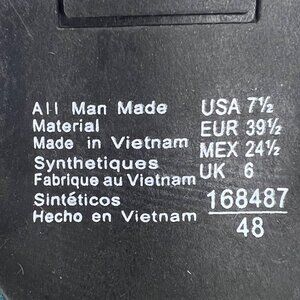 All Man Made
Material
Made in Vietnam
Synthetiques
Fabrique au Vietnam
Sintéticos
Hecho en Vietnam
USA 7½
EUR 39½
MEX 24½
UK 6
168487
48